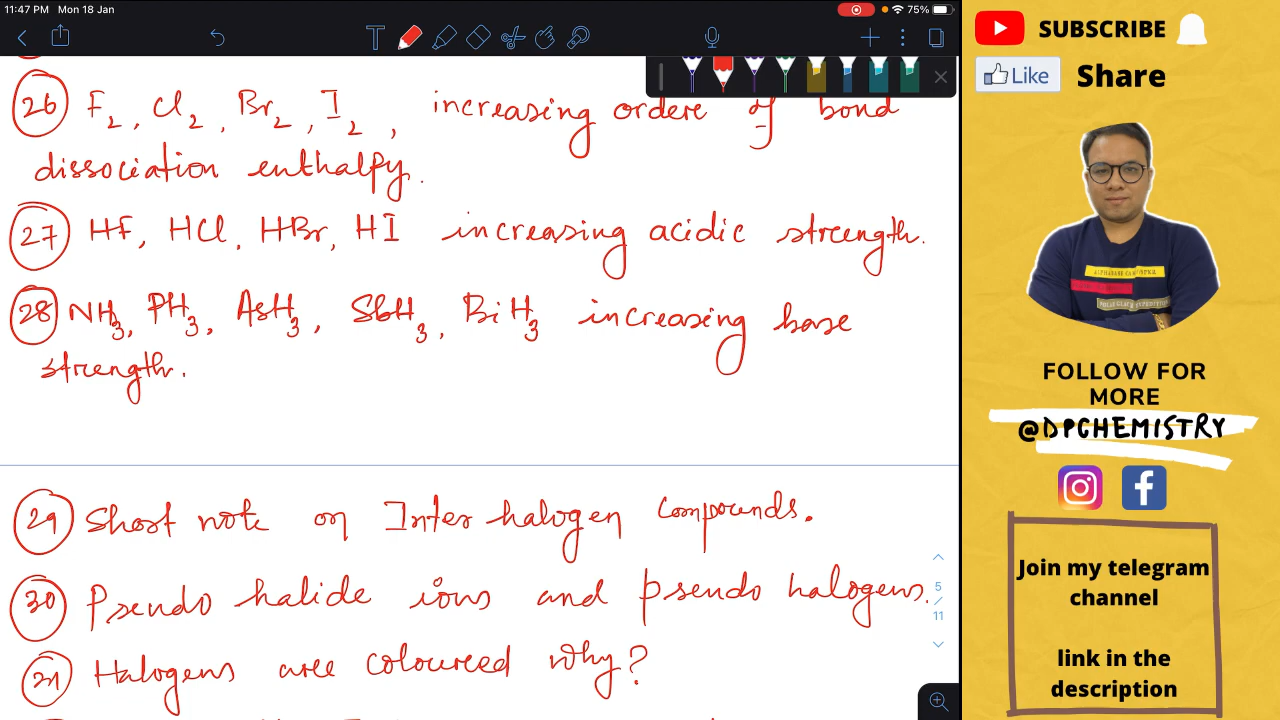 11:47 PM Mon 18 Jan
75%
26 F2, Cl2, Br2, I2, increasing ordere of bond
dissociation enthalpy.
27 HF, HCl, HBr, HI increasing acidic strength.
28 NH3, PH3, AsH3, SbH3, BiH3 increasing base
strength.
29 Short note on Inter halogen compounds.
30 Pseudo halide ions and pseudo halogens.
5
/
11
Halogens are coloured why?
SUBSCRIBE
Like
Share
FOLLOW FOR
MORE
@DPCHEMISTRY
Join my telegram
channel
link in the
description